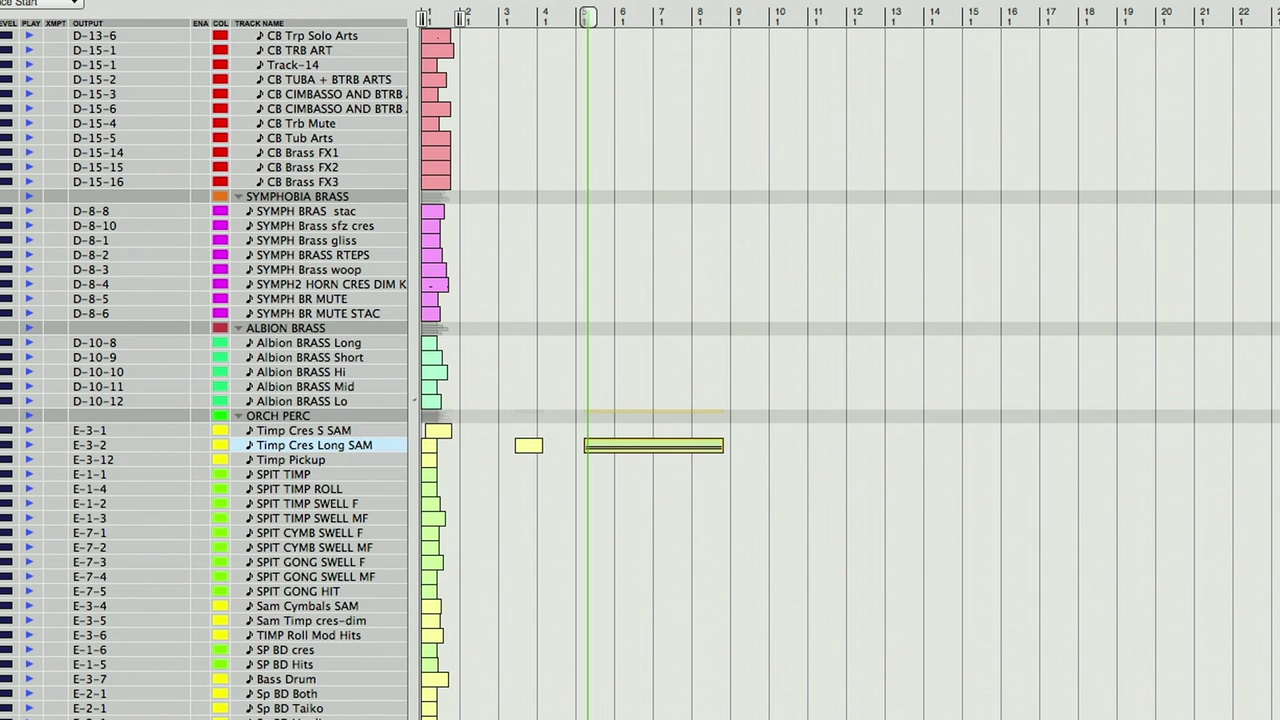 nce Start
EVEL PLAY XMPT OUTPUT ENA COL TRACK NAME
1 2 3 4 5 6 7 8 9 10 11 12 13 14 15 16 17 18 19 20 21 22 2
1 1 1 1 1 1 1 1 1 1 1 1 1 1 1 1 1 1 1 1 1
D-13-6 CB Trp Solo Arts
D-15-1 CB TRB ART
D-15-1 Track-14
D-15-2 CB TUBA + BTRB ARTS
D-15-3 CB CIMBASSO AND BTRB
D-15-6 CB CIMBASSO AND BTRB
D-15-4 CB Trb Mute
D-15-5 CB Tub Arts
D-15-14 CB Brass FX1
D-15-15 CB Brass FX2
D-15-16 CB Brass FX3
SYMPHOBIA BRASS
D-8-8 SYMPH BRAS stac
D-8-10 SYMPH Brass sfz cres
D-8-1 SYMPH Brass gliss
D-8-2 SYMPH BRASS RTEPS
D-8-3 SYMPH Brass woop
D-8-4 SYMPH2 HORN CRES DIM K
D-8-5 SYMPH BR MUTE
D-8-6 SYMPH BR MUTE STAC
ALBION BRASS
D-10-8 Albion BRASS Long
D-10-9 Albion BRASS Short
D-10-10 Albion BRASS Hi
D-10-11 Albion BRASS Mid
D-10-12 Albion BRASS Lo
ORCH PERC
E-3-1 Timp Cres S SAM
E-3-2 Timp Cres Long SAM
E-3-12 Timp Pickup
E-1-1 SPIT TIMP
E-1-4 SPIT TIMP ROLL
E-1-2 SPIT TIMP SWELL F
E-1-3 SPIT TIMP SWELL MF
E-7-1 SPIT CYMB SWELL F
E-7-2 SPIT CYMB SWELL MF
E-7-3 SPIT GONG SWELL F
E-7-4 SPIT GONG SWELL MF
E-7-5 SPIT GONG HIT
E-3-4 Sam Cymbals SAM
E-3-5 Sam Timp cres-dim
E-3-6 TIMP Roll Mod Hits
E-1-6 SP BD cres
E-1-5 SP BD Hits
E-3-7 Bass Drum
E-2-1 Sp BD Both
E-2-1 Sp BD Taiko